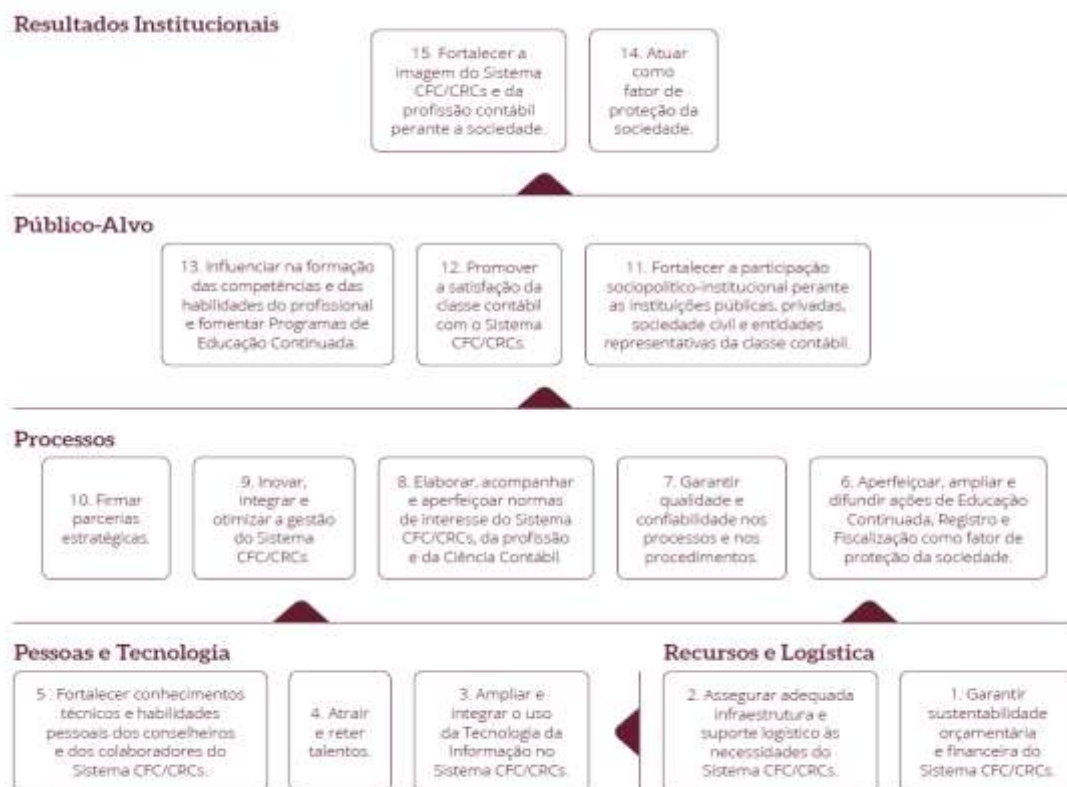 Resultados Institucionais
15. Fortalecer a
imagem do Sistema
CFC/CRCs e da
profissão contábil
perante a sociedade.
14. Atuar
como
fator de
proteção da
sociedade.
Público-Alvo
13. Influenciar na formação
das competências e das
habilidades do profissional
e fomentar Programas de
Educação Continuada.
12. Promover
a satisfação da
classe contábil
com o Sistema
CFC/CRCs.
11. Fortalecer a participação
sociopolítico-institucional perante
as instituições públicas, privadas,
sociedade civil e entidades
representativas da classe contábil.
Processos
10. Firmar
parcerias
estratégicas.
9. Inovar,
integrar e
otimizar a gestão
do Sistema
CFC/CRCs.
8. Elaborar, acompanhar
e aperfeiçoar normas
de interesse do Sistema
CFC/CRCs, da profissão
e da Ciência Contábil.
7. Garantir
qualidade e
confiabilidade nos
processos e nos
procedimentos.
6. Aperfeiçoar, ampliar e
difundir ações de Educação
Continuada, Registro e
Fiscalização como fator de
proteção da sociedade.
Pessoas e Tecnologia
5 . Fortalecer conhecimentos
técnicos e habilidades
pessoais dos conselheiros
e dos colaboradores do
Sistema CFC/CRCs.
4. Atrair
e reter
talentos.
3. Ampliar e
integrar o uso
da Tecnologia da
Informação no
Sistema CFC/CRCs.
Recursos e Logística
2. Assegurar adequada
infraestrutura e
suporte logístico às
necessidades do
Sistema CFC/CRCs.
1. Garantir
sustentabilidade
orçamentária
e financeira do
Sistema CFC/CRCs.